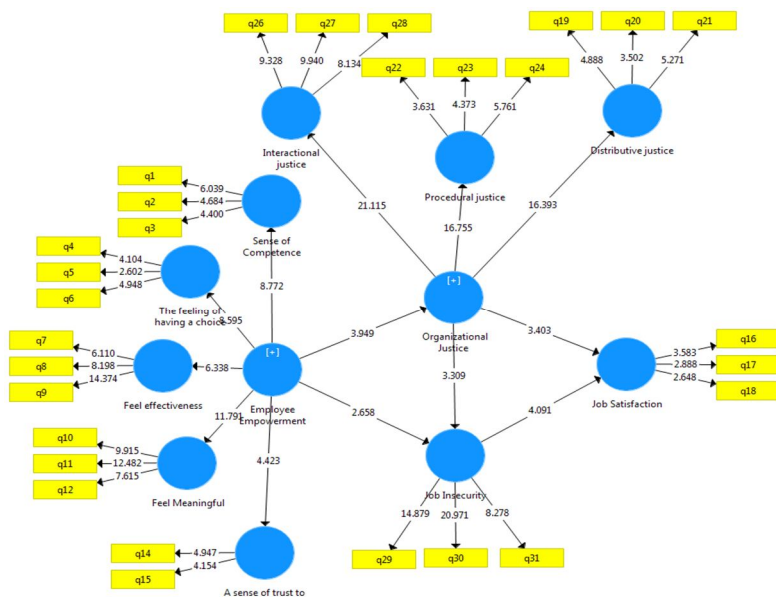 q26
q27
q28
9.328
9.940
8.134
Interactional
justice
q22
q23
q24
3.631
4.373
5.761
Procedural justice
q19
q20
q21
4.888
3.502
5.271
Distributive justice
21.115
16.755
16.393
q1
q2
q3
6.039
4.684
4.400
Sense of
Competence
q4
q5
q6
4.104
2.602
4.948
The feeling of
having a choice
8.772
8.595
q7
q8
q9
6.110
8.198
14.374
Feel effectiveness
6.338
[+]
Employee
Empowerment
3.949
[+]
Organizational
Justice
3.403
3.309
2.658
4.091
q16
q17
q18
3.583
2.888
2.648
Job Satisfaction
q10
q11
q12
9.915
12.482
7.615
Feel Meaningful
11.791
4.423
Job Insecurity
14.879
20.971
8.278
q29
q30
q31
q14
q15
4.947
4.154
A sense of trust to